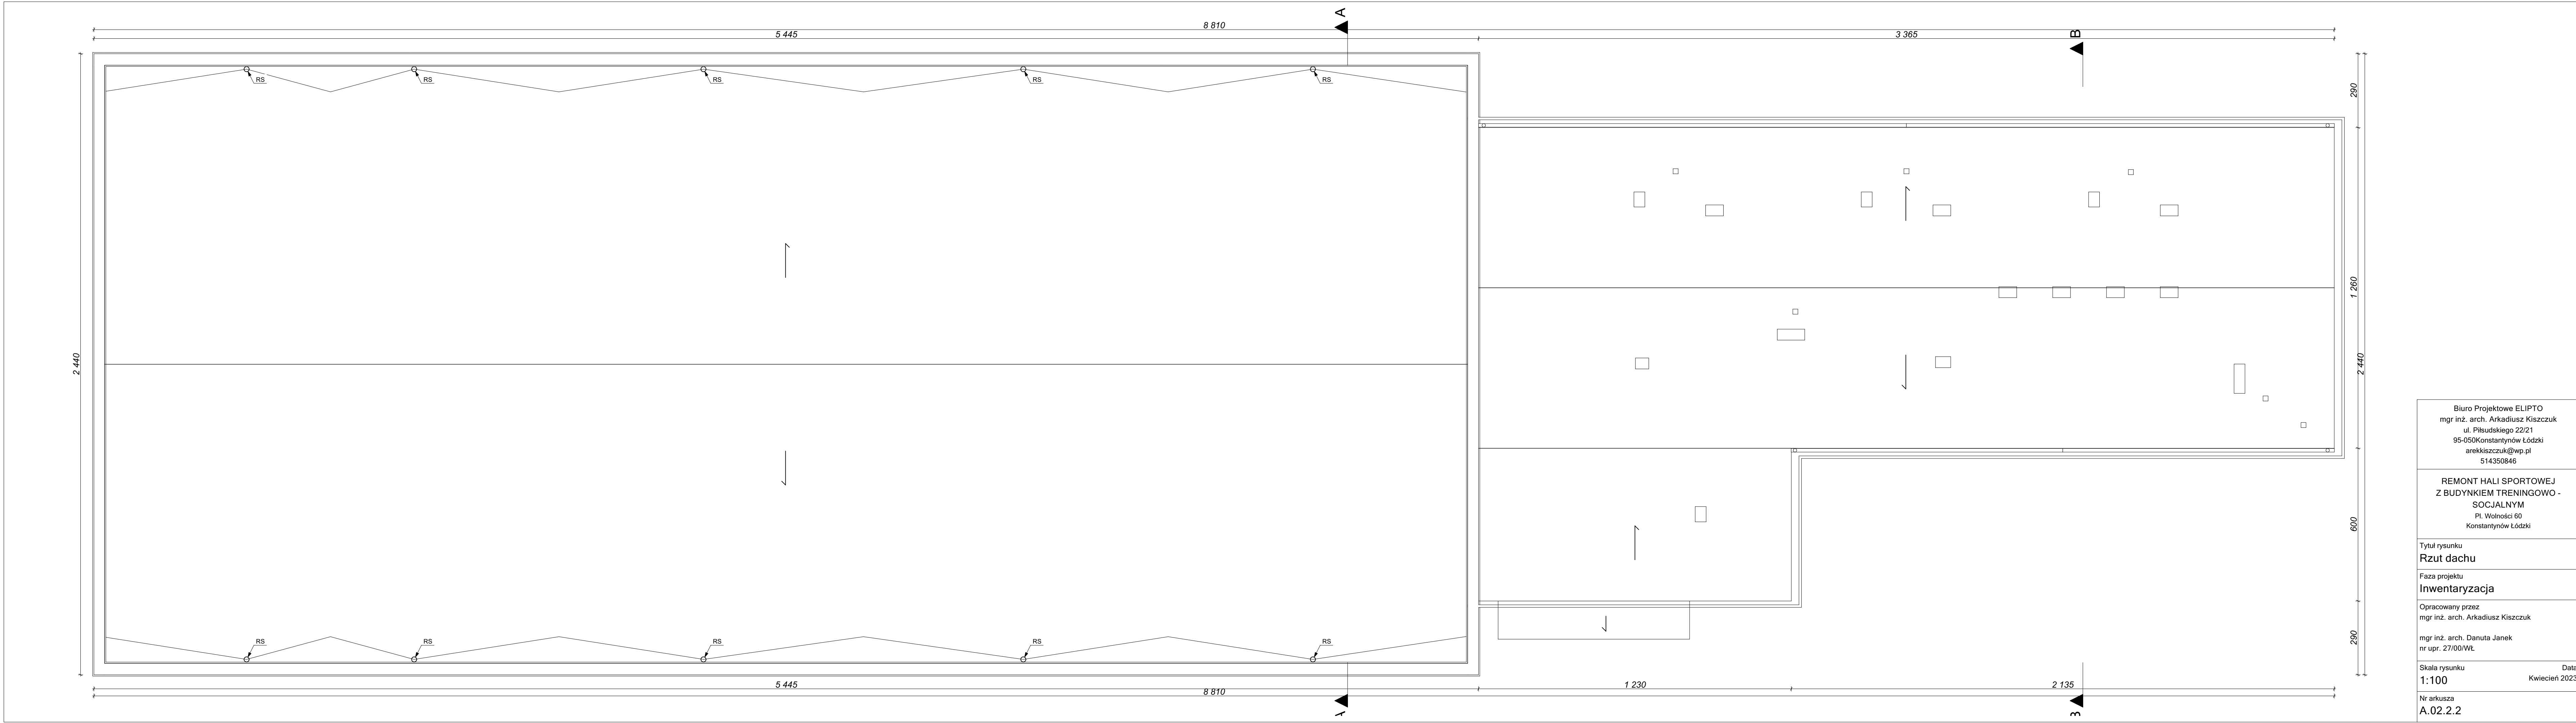 A
8 810
5 445
3 365
B
RS
RS
RS
RS
RS
290
1 260
2 440
2 440
600
290
RS
RS
RS
RS
RS
5 445
1 230
2 135
8 810
A
B
Biuro Projektowe ELIPTO
mgr inż. arch. Arkadiusz Kiszczuk
ul. Piłsudskiego 22/21
95-050Konstantynów Łódzki
arekkiszczuk@wp.pl
514350846
REMONT HALI SPORTOWEJ
Z BUDYNKIEM TRENINGOWO -
SOCJALNYM
Pl. Wolności 60
Konstantynów Łódzki
Tytuł rysunku
Rzut dachu
Faza projektu
Inwentaryzacja
Opracowany przez
mgr inż. arch. Arkadiusz Kiszczuk
mgr inż. arch. Danuta Janek
nr upr. 27/00/WŁ
Skala rysunku Data
1:100 Kwiecień 2023
Nr arkusza
A.02.2.2